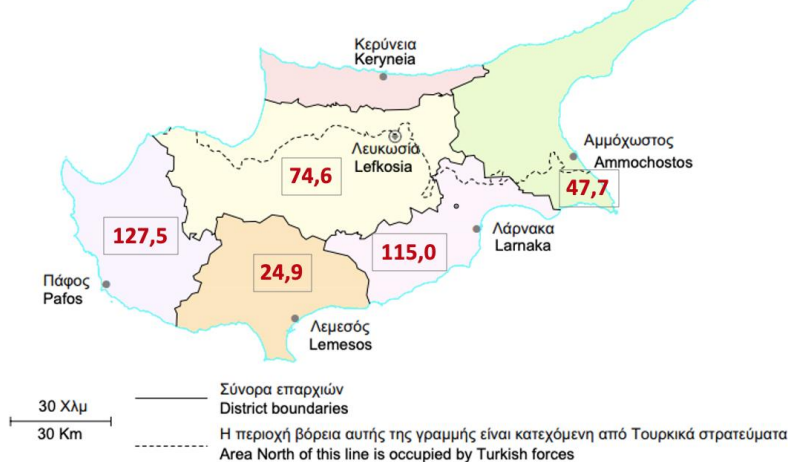 Κερύνεια
Keryneia
Αμμόχωστος
Ammochostos
Λευκωσία
Lefkosia
74,6
47,7
127,5
115,0
Λάρνακα
Larnaka
24,9
Πάφος
Pafos
Λεμεσός
Lemesos
Σύνορα επαρχιών
District boundaries
30 Χλμ
30 Km
Η περιοχή βόρεια αυτής της γραμμής είναι κατεχόμενη από Τουρκικά στρατεύματα
Area North of this line is occupied by Turkish forces